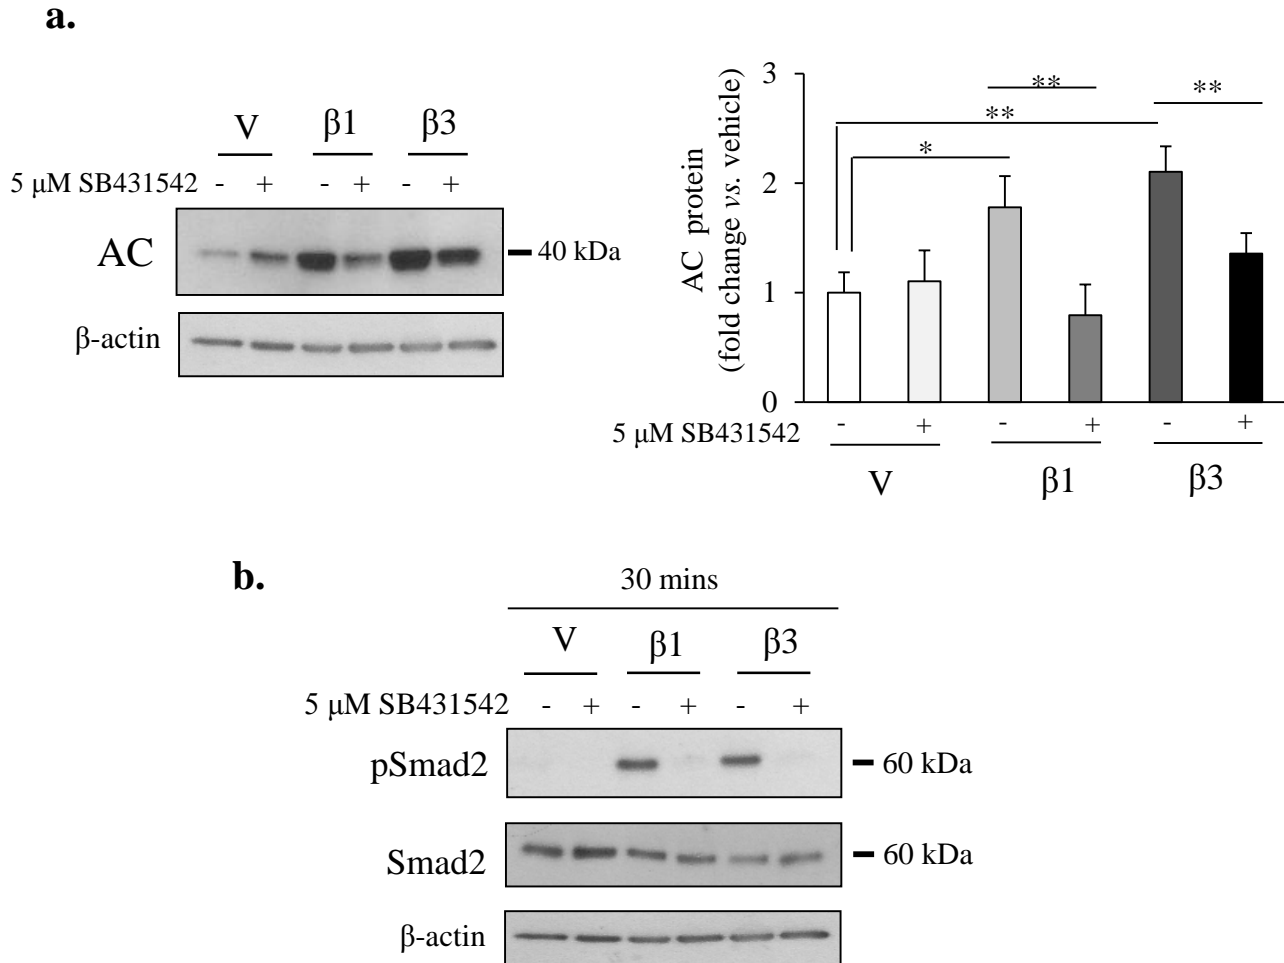 a.
V β1 β3
5 μM SB431542 - + - + - +
AC
40 kDa
β-actin
AC protein
(fold change vs. vehicle)
3
2
1
0
*
**
**
**
5 μM SB431542 - + - + - +
V β1 β3
b.
30 mins
V β1 β3
5 μM SB431542 - + - + - +
pSmad2
60 kDa
Smad2
60 kDa
β-actin